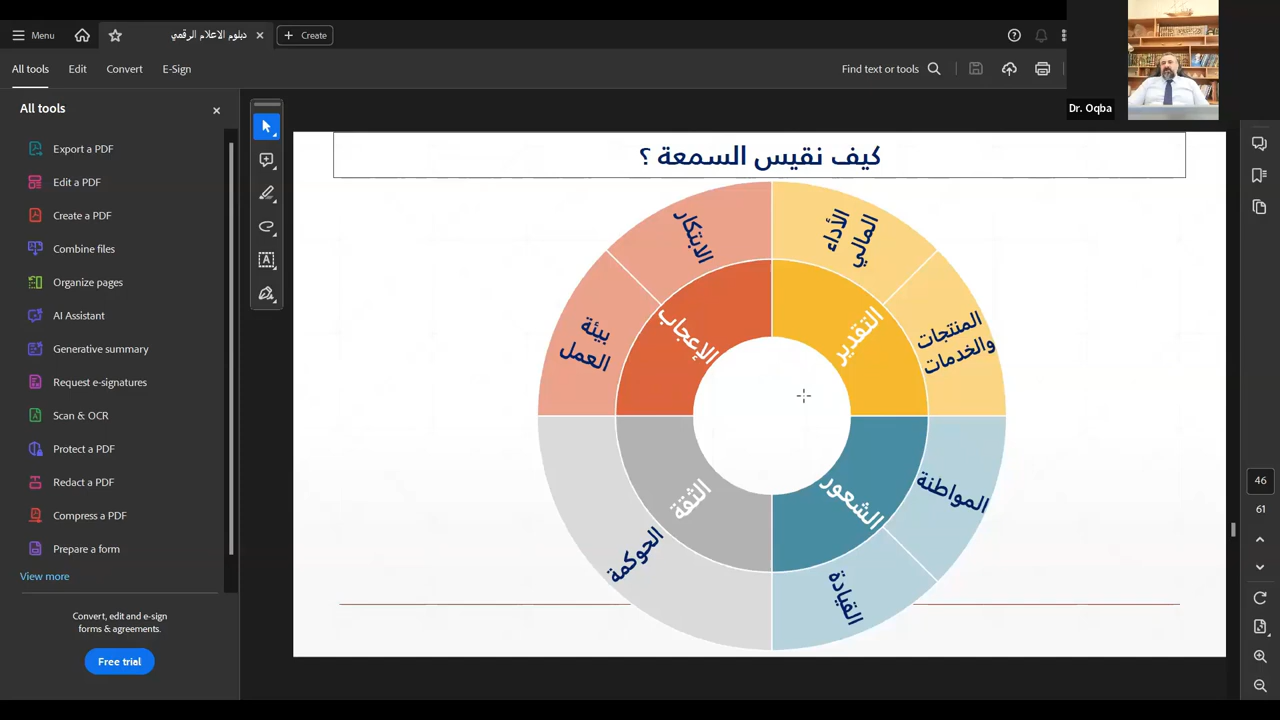 Menu
دبلوم الاعلام الرقمي
Create
All tools
Edit
Convert
E-Sign
Find text or tools
Dr. Oqba
All tools
Export a PDF
Edit a PDF
Create a PDF
Combine files
Organize pages
AI Assistant
Generative summary
Request e-signatures
Scan & OCR
Protect a PDF
Redact a PDF
Compress a PDF
Prepare a form
View more
Convert, edit and e-sign
forms & agreements.
Free trial
كيف نقيس السمعة ؟
الأداء
المالي
المنتجات
والخدمات
المواطنة
القيادة
الحوكمة
بيئة
العمل
الابتكار
التقدير
الشعور
الثقة
الإعجاب
46
61